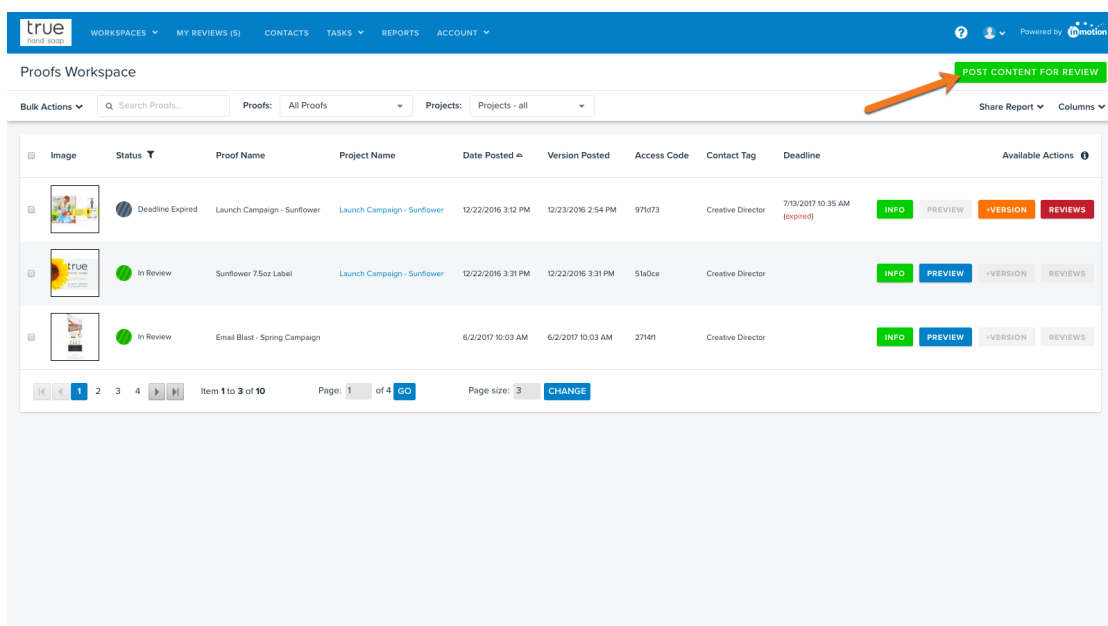 true
hand soap
WORKSPACES MY REVIEWS (5) CONTACTS TASKS REPORTS ACCOUNT Powered by inmotion
Proofs Workspace
POST CONTENT FOR REVIEW
Bulk Actions Search Proofs... Proofs: All Proofs Projects: Projects - all Share Report Columns
Image Status Proof Name Project Name Date Posted Version Posted Access Code Contact Tag Deadline Available Actions
Deadline Expired Launch Campaign - Sunflower Launch Campaign - Sunflower 12/22/2016 3:12 PM 12/23/2016 2:54 PM 971d73 Creative Director 7/13/2017 10:35 AM INFO PREVIEW +VERSION REVIEWS
(expired)
true
hand soap
In Review Sunflower 7.5oz Label Launch Campaign - Sunflower 12/22/2016 3:31 PM 12/22/2016 3:31 PM 51a0ce Creative Director INFO PREVIEW +VERSION REVIEWS
In Review Email Blast - Spring Campaign 6/2/2017 10:03 AM 6/2/2017 10:03 AM 2714f1 Creative Director INFO PREVIEW +VERSION REVIEWS
1 2 3 4 Item 1 to 3 of 10 Page: 1 of 4 GO Page size: 3 CHANGE